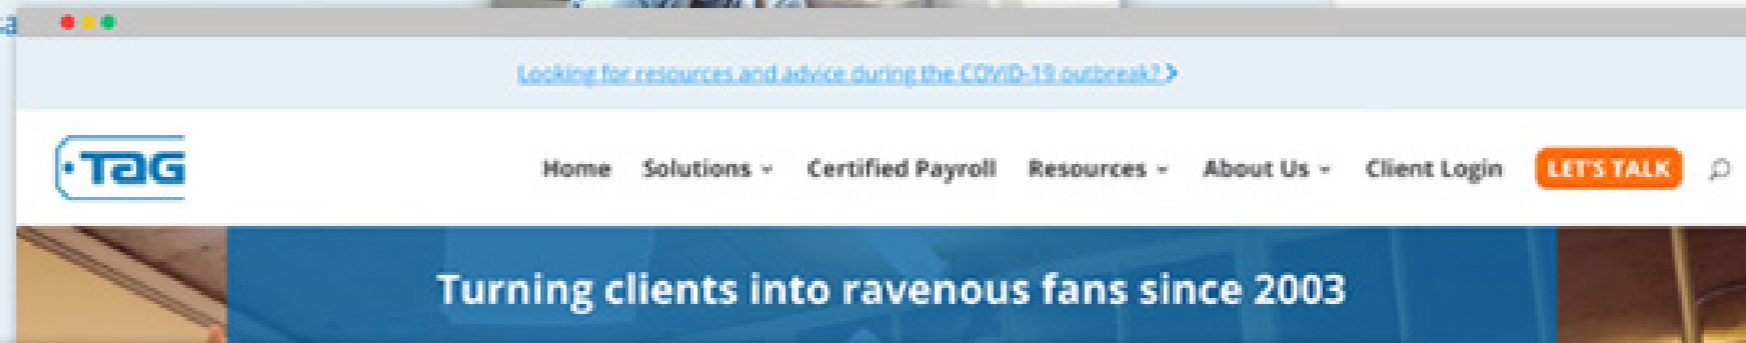 Looking for resources and advice during the COVID-19 outbreak?
TAG
Home Solutions Certified Payroll Resources About Us Client Login LET'S TALK
Turning clients into ravenous fans since 2003